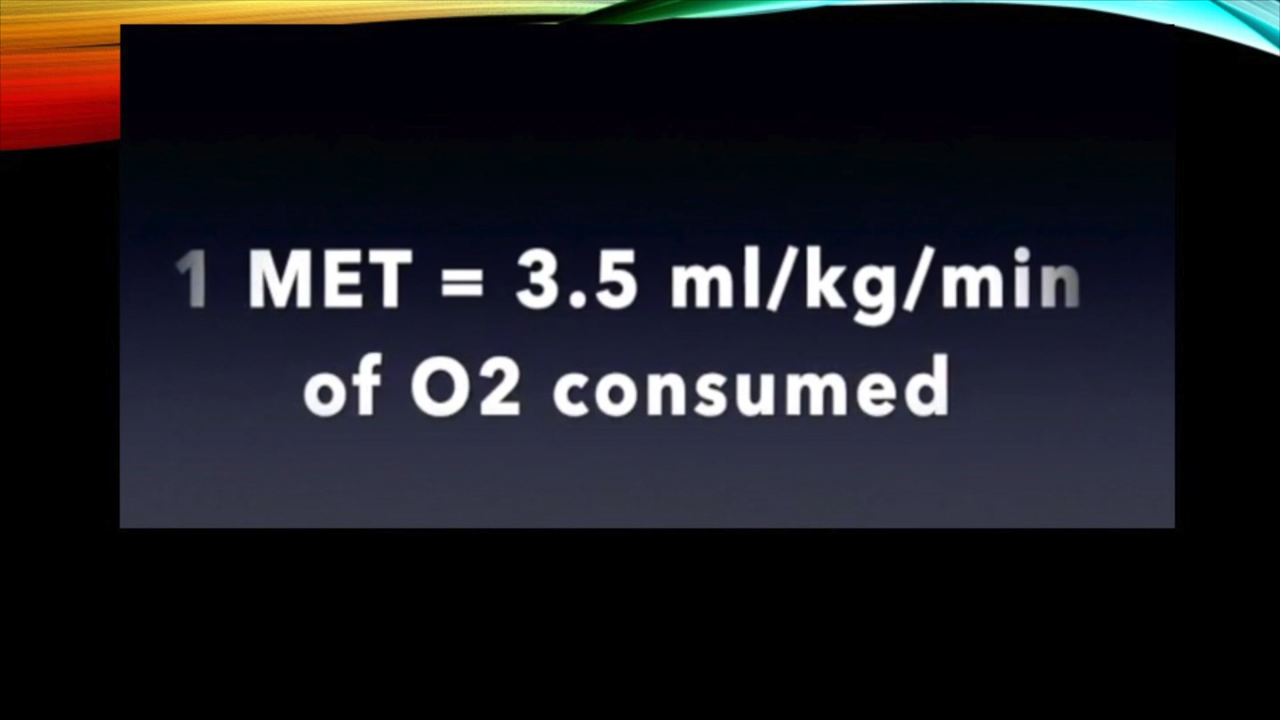 1 MET = 3.5 ml/kg/min
of O2 consumed